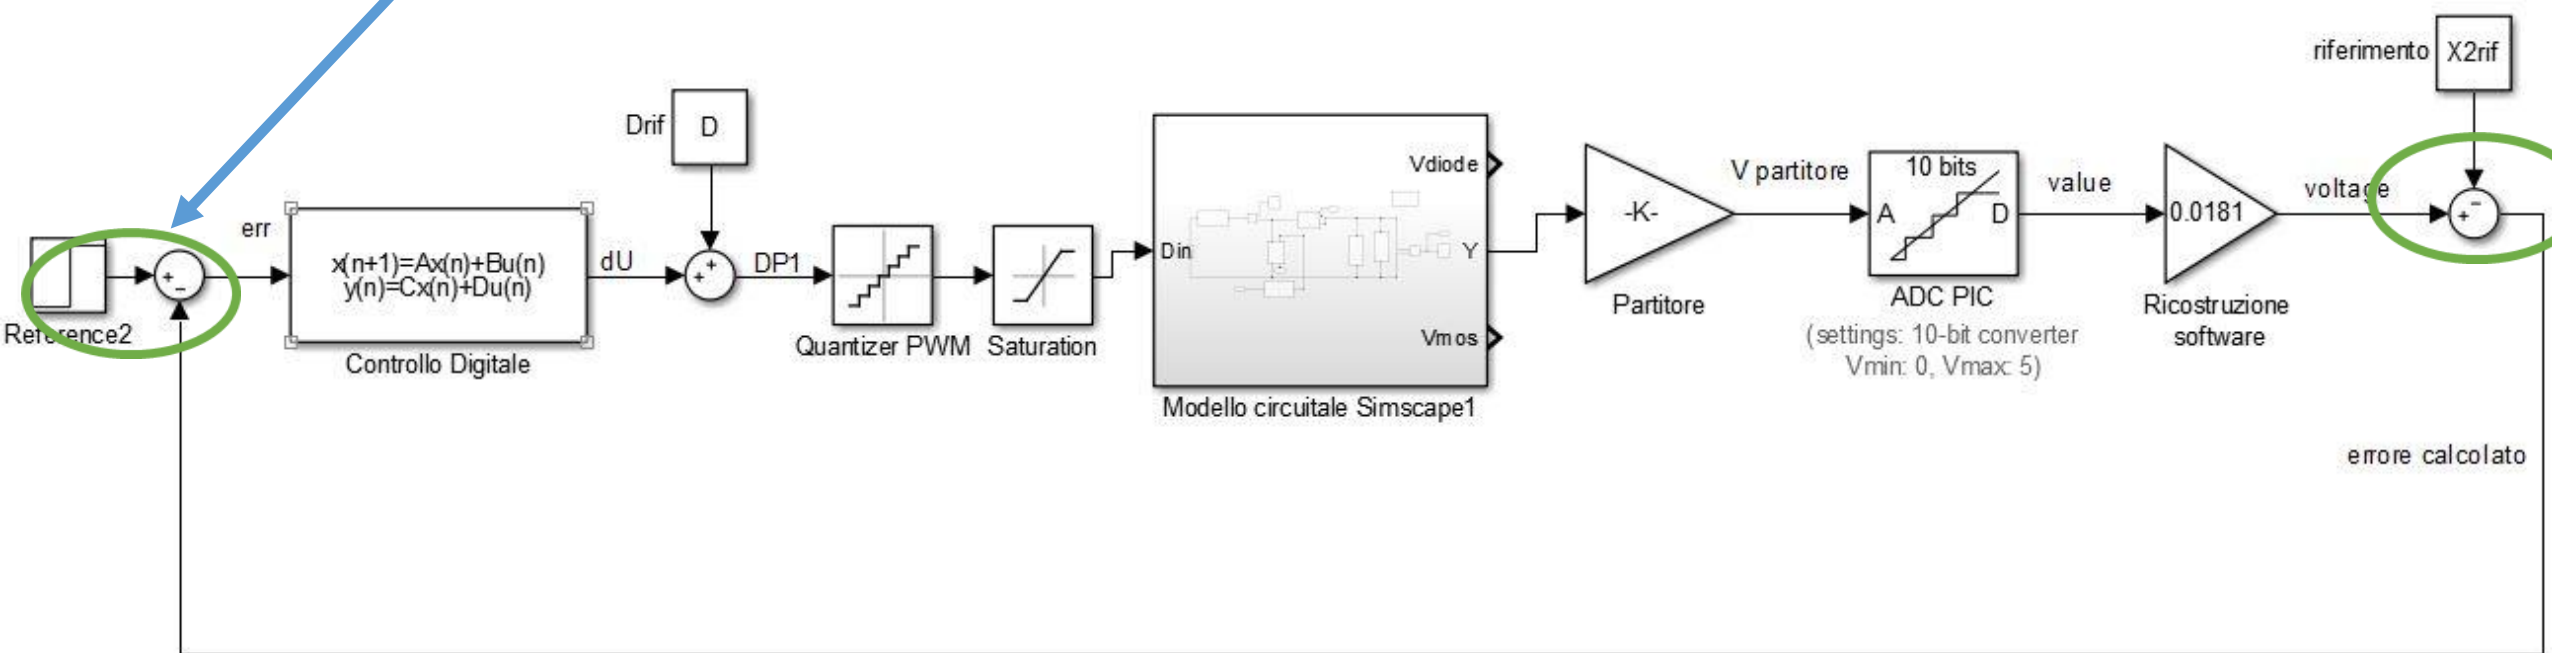 riferimento
X2rif
Drif
D
Vdiode
V partitore
10 bits
value
voltage
err
A
D
-K-
0.0181
x(n+1)=Ax(n)+Bu(n)
y(n)=Cx(n)+Du(n)
dU
DP1
Din
Y
Reference2
Controllo Digitale
Quantizer PWM
Saturation
Vmos
Partitore
ADC PIC
(settings: 10-bit converter
Vmin: 0, Vmax: 5)
Ricostruzione
software
Modello circuitale Simscape1
errore calcolato